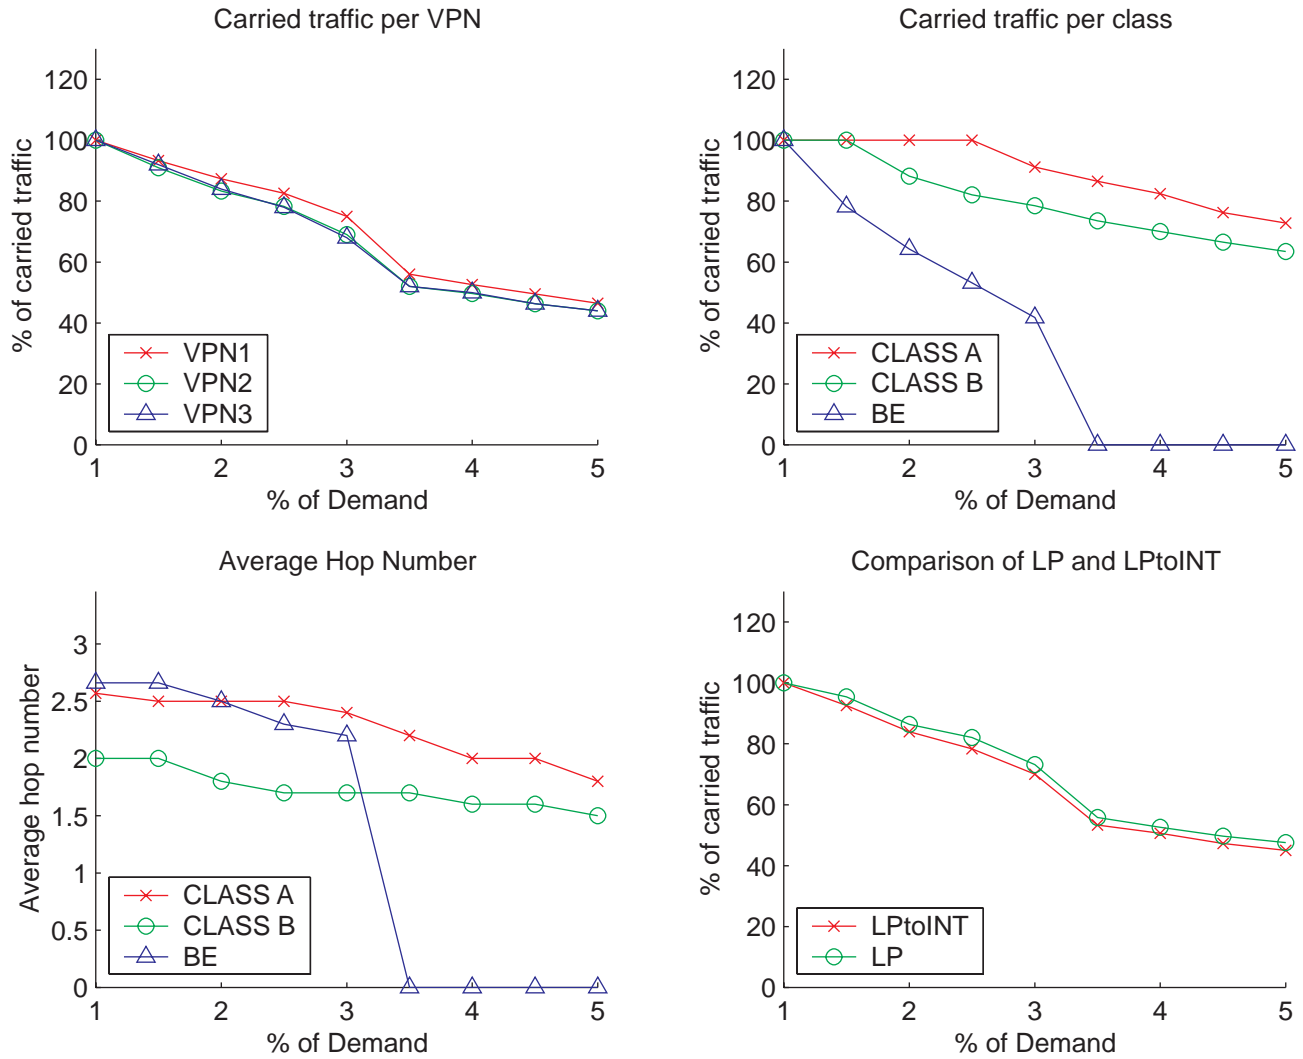 Carried traffic per VPN
% of carried traffic
120
100
80
60
40
20
0
VPN1
VPN2
VPN3
1 2 3 4 5
% of Demand
Carried traffic per class
% of carried traffic
120
100
80
60
40
20
0
CLASS A
CLASS B
BE
1 2 3 4 5
% of Demand
Average Hop Number
Average hop number
3
2.5
2
1.5
1
0.5
0
CLASS A
CLASS B
BE
1 2 3 4 5
% of Demand
Comparison of LP and LPtoINT
% of carried traffic
120
100
80
60
40
20
0
LPtoINT
LP
1 2 3 4 5
% of Demand